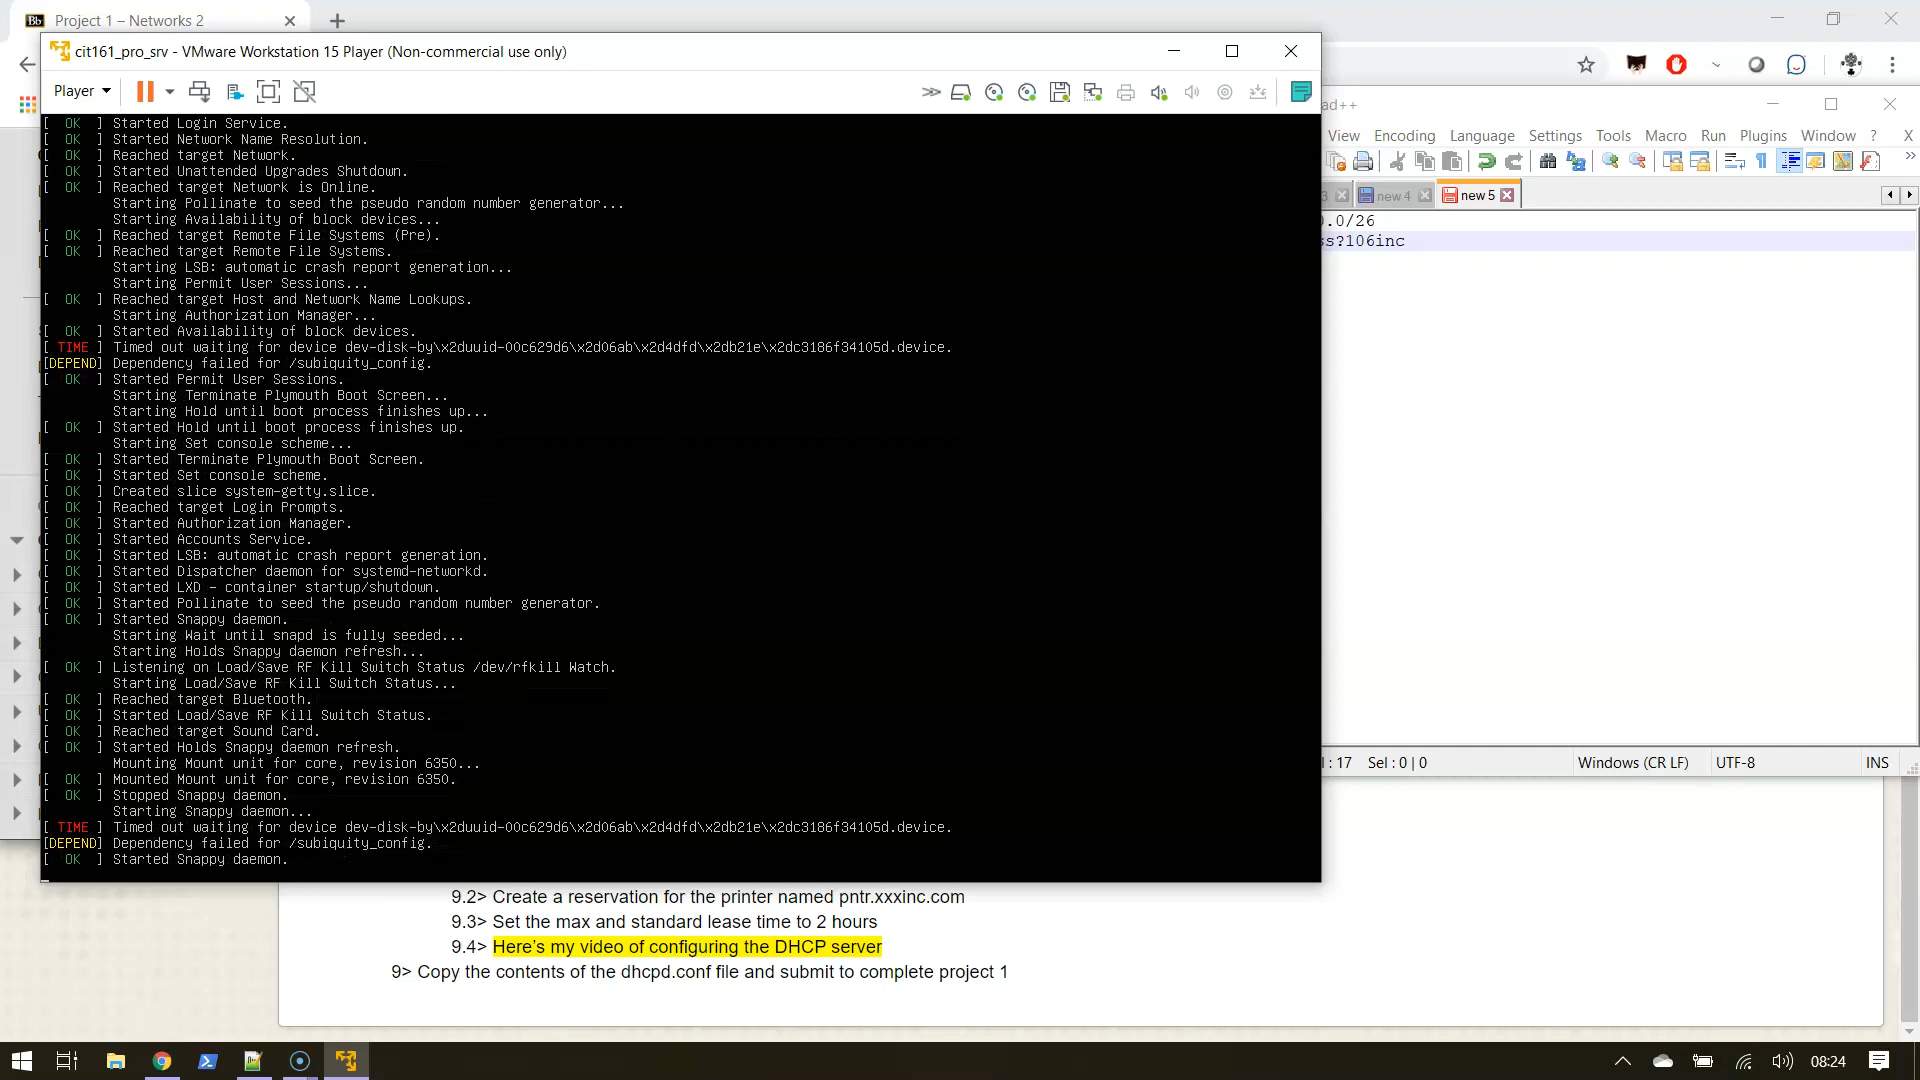 Project 1 – Networks 2
cit161_pro_srv - VMware Workstation 15 Player (Non-commercial use only)
Player
ad++
View Encoding Language Settings Tools Macro Run Plugins Window ? X
3 new 4 new 5
0.0/26
ss?106inc
[ OK ] Started Login Service.
[ OK ] Started Network Name Resolution.
[ OK ] Reached target Network.
[ OK ] Started Unattended Upgrades Shutdown.
[ OK ] Reached target Network is Online.
Starting Pollinate to seed the pseudo random number generator...
Starting Availability of block devices...
[ OK ] Reached target Remote File Systems (Pre).
[ OK ] Reached target Remote File Systems.
Starting LSB: automatic crash report generation...
Starting Permit User Sessions...
[ OK ] Reached target Host and Network Name Lookups.
Starting Authorization Manager...
[ OK ] Started Availability of block devices.
[ TIME ] Timed out waiting for device dev-disk-by\x2duuid-00c629d6\x2d06ab\x2d4dfd\x2db21e\x2dc3186f34105d.device.
[DEPEND] Dependency failed for /subiquity_config.
[ OK ] Started Permit User Sessions.
Starting Terminate Plymouth Boot Screen...
Starting Hold until boot process finishes up...
[ OK ] Started Hold until boot process finishes up.
Starting Set console scheme...
[ OK ] Started Terminate Plymouth Boot Screen.
[ OK ] Started Set console scheme.
[ OK ] Created slice system-getty.slice.
[ OK ] Reached target Login Prompts.
[ OK ] Started Authorization Manager.
[ OK ] Started Accounts Service.
[ OK ] Started LSB: automatic crash report generation.
[ OK ] Started Dispatcher daemon for systemd-networkd.
[ OK ] Started LXD - container startup/shutdown.
[ OK ] Started Pollinate to seed the pseudo random number generator.
[ OK ] Started Snappy daemon.
Starting Wait until snapd is fully seeded...
Starting Holds Snappy daemon refresh...
[ OK ] Listening on Load/Save RF Kill Switch Status /dev/rfkill Watch.
Starting Load/Save RF Kill Switch Status...
[ OK ] Reached target Bluetooth.
[ OK ] Started Load/Save RF Kill Switch Status.
[ OK ] Reached target Sound Card.
[ OK ] Started Holds Snappy daemon refresh.
Mounting Mount unit for core, revision 6350...
[ OK ] Mounted Mount unit for core, revision 6350.
[ OK ] Stopped Snappy daemon.
Starting Snappy daemon...
[ TIME ] Timed out waiting for device dev-disk-by\x2duuid-00c629d6\x2d06ab\x2d4dfd\x2db21e\x2dc3186f34105d.device.
[DEPEND] Dependency failed for /subiquity_config.
[ OK ] Started Snappy daemon.
: 17 Sel : 0 | 0 Windows (CR LF) UTF-8 INS
9.2> Create a reservation for the printer named pntr.xxxinc.com
9.3> Set the max and standard lease time to 2 hours
9.4> Here's my video of configuring the DHCP server
9> Copy the contents of the dhcpd.conf file and submit to complete project 1
08:24